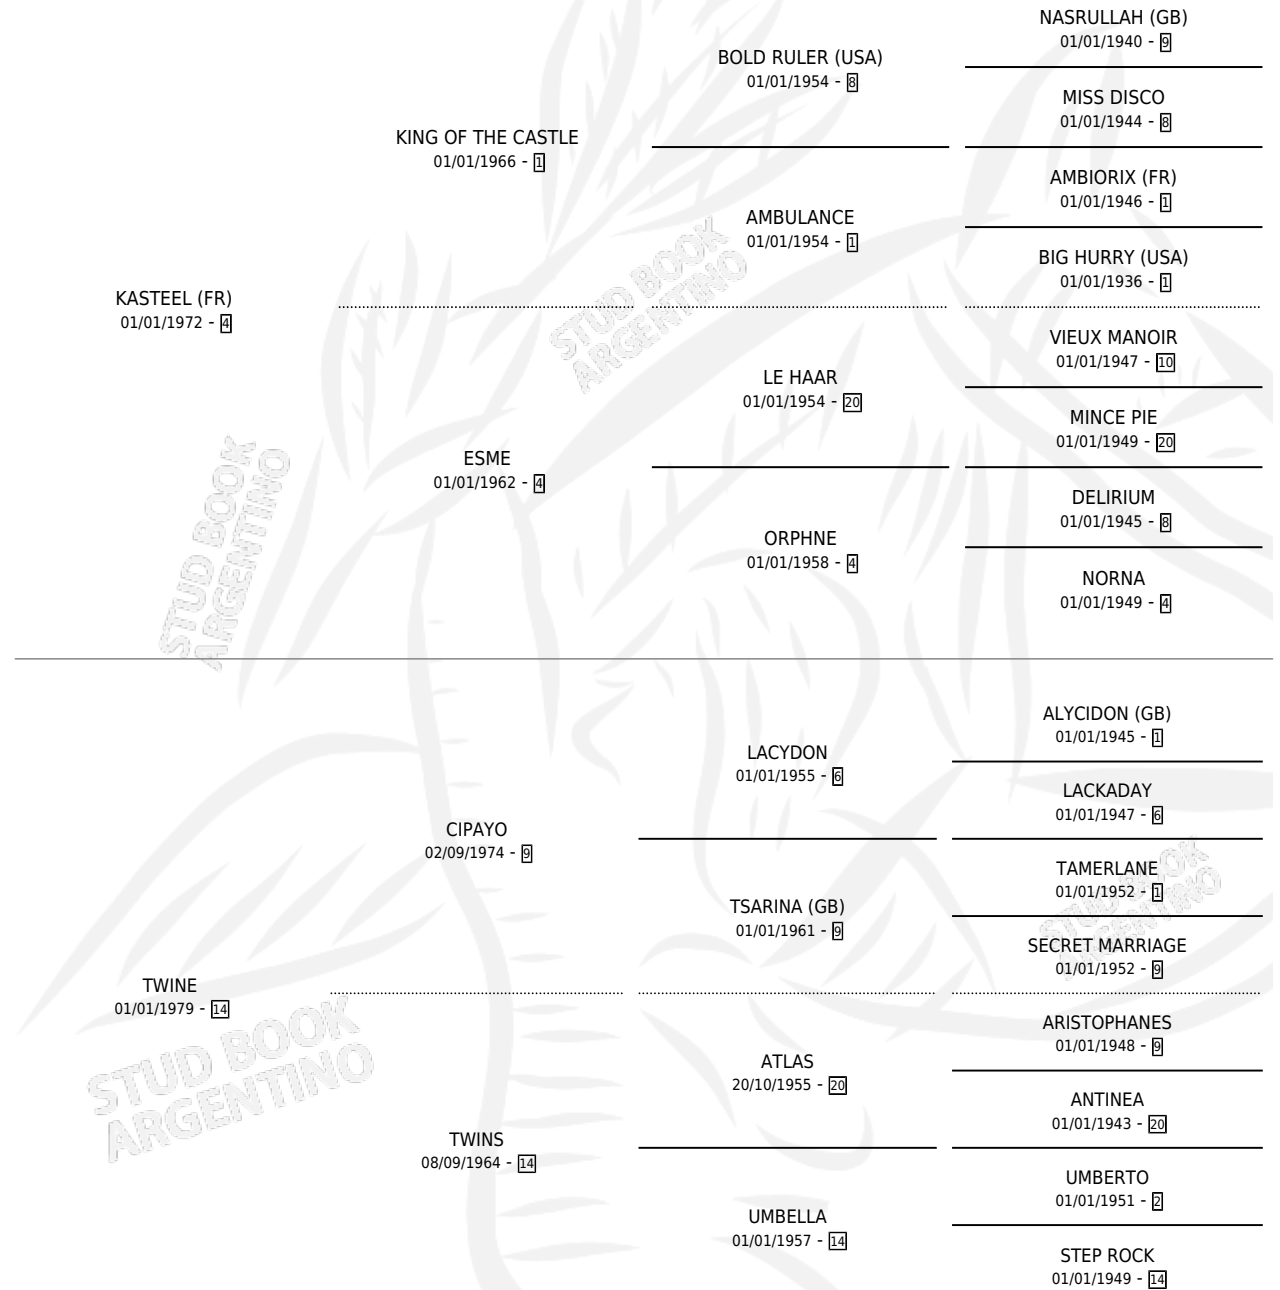 NASRULLAH (GB)
01/01/1940 - 9
BOLD RULER (USA)
01/01/1954 - 8
MISS DISCO
01/01/1944 - 8
KING OF THE CASTLE
01/01/1966 - 1
AMBIORIX (FR)
01/01/1946 - 1
AMBULANCE
01/01/1954 - 1
BIG HURRY (USA)
01/01/1936 - 1
KASTEEL (FR)
01/01/1972 - 4
VIEUX MANOIR
01/01/1947 - 10
LE HAAR
01/01/1954 - 20
MINCE PIE
01/01/1949 - 20
ESME
01/01/1962 - 4
DELIRIUM
01/01/1945 - 8
ORPHNE
01/01/1958 - 4
NORNA
01/01/1949 - 4
ALYCIDON (GB)
01/01/1945 - 1
LACYDON
01/01/1955 - 6
LACKADAY
01/01/1947 - 6
CIPAYO
02/09/1974 - 9
TAMERLANE
01/01/1952 - 1
TSARINA (GB)
01/01/1961 - 9
SECRET MARRIAGE
01/01/1952 - 9
TWINE
01/01/1979 - 14
ARISTOPHANES
01/01/1948 - 9
ATLAS
20/10/1955 - 20
ANTINEA
01/01/1943 - 20
TWINS
08/09/1964 - 14
UMBERTO
01/01/1951 - 2
UMBELLA
01/01/1957 - 14
STEP ROCK
01/01/1949 - 14
STUD BOOK
ARGENTINO
STUD BOOK
ARGENTINO
STUD BOOK
ARGENTINO
STUD BOOK
ARGENTINO